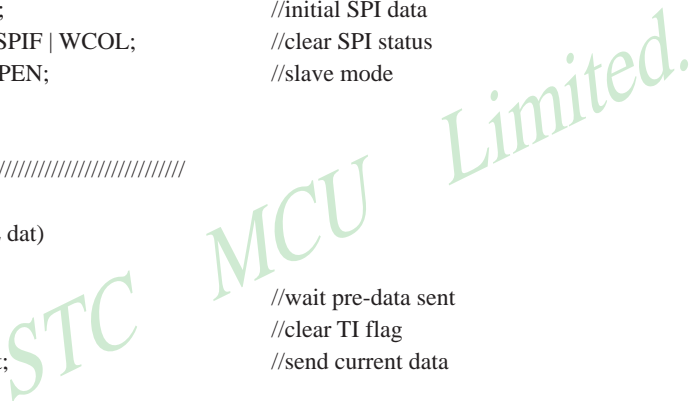 ; //initial SPI data
SPIF | WCOL; //clear SPI status
PEN; //slave mode
///////////////////////////
dat)
//wait pre-data sent
//clear TI flag
; //send current data
STC MCU Limited.